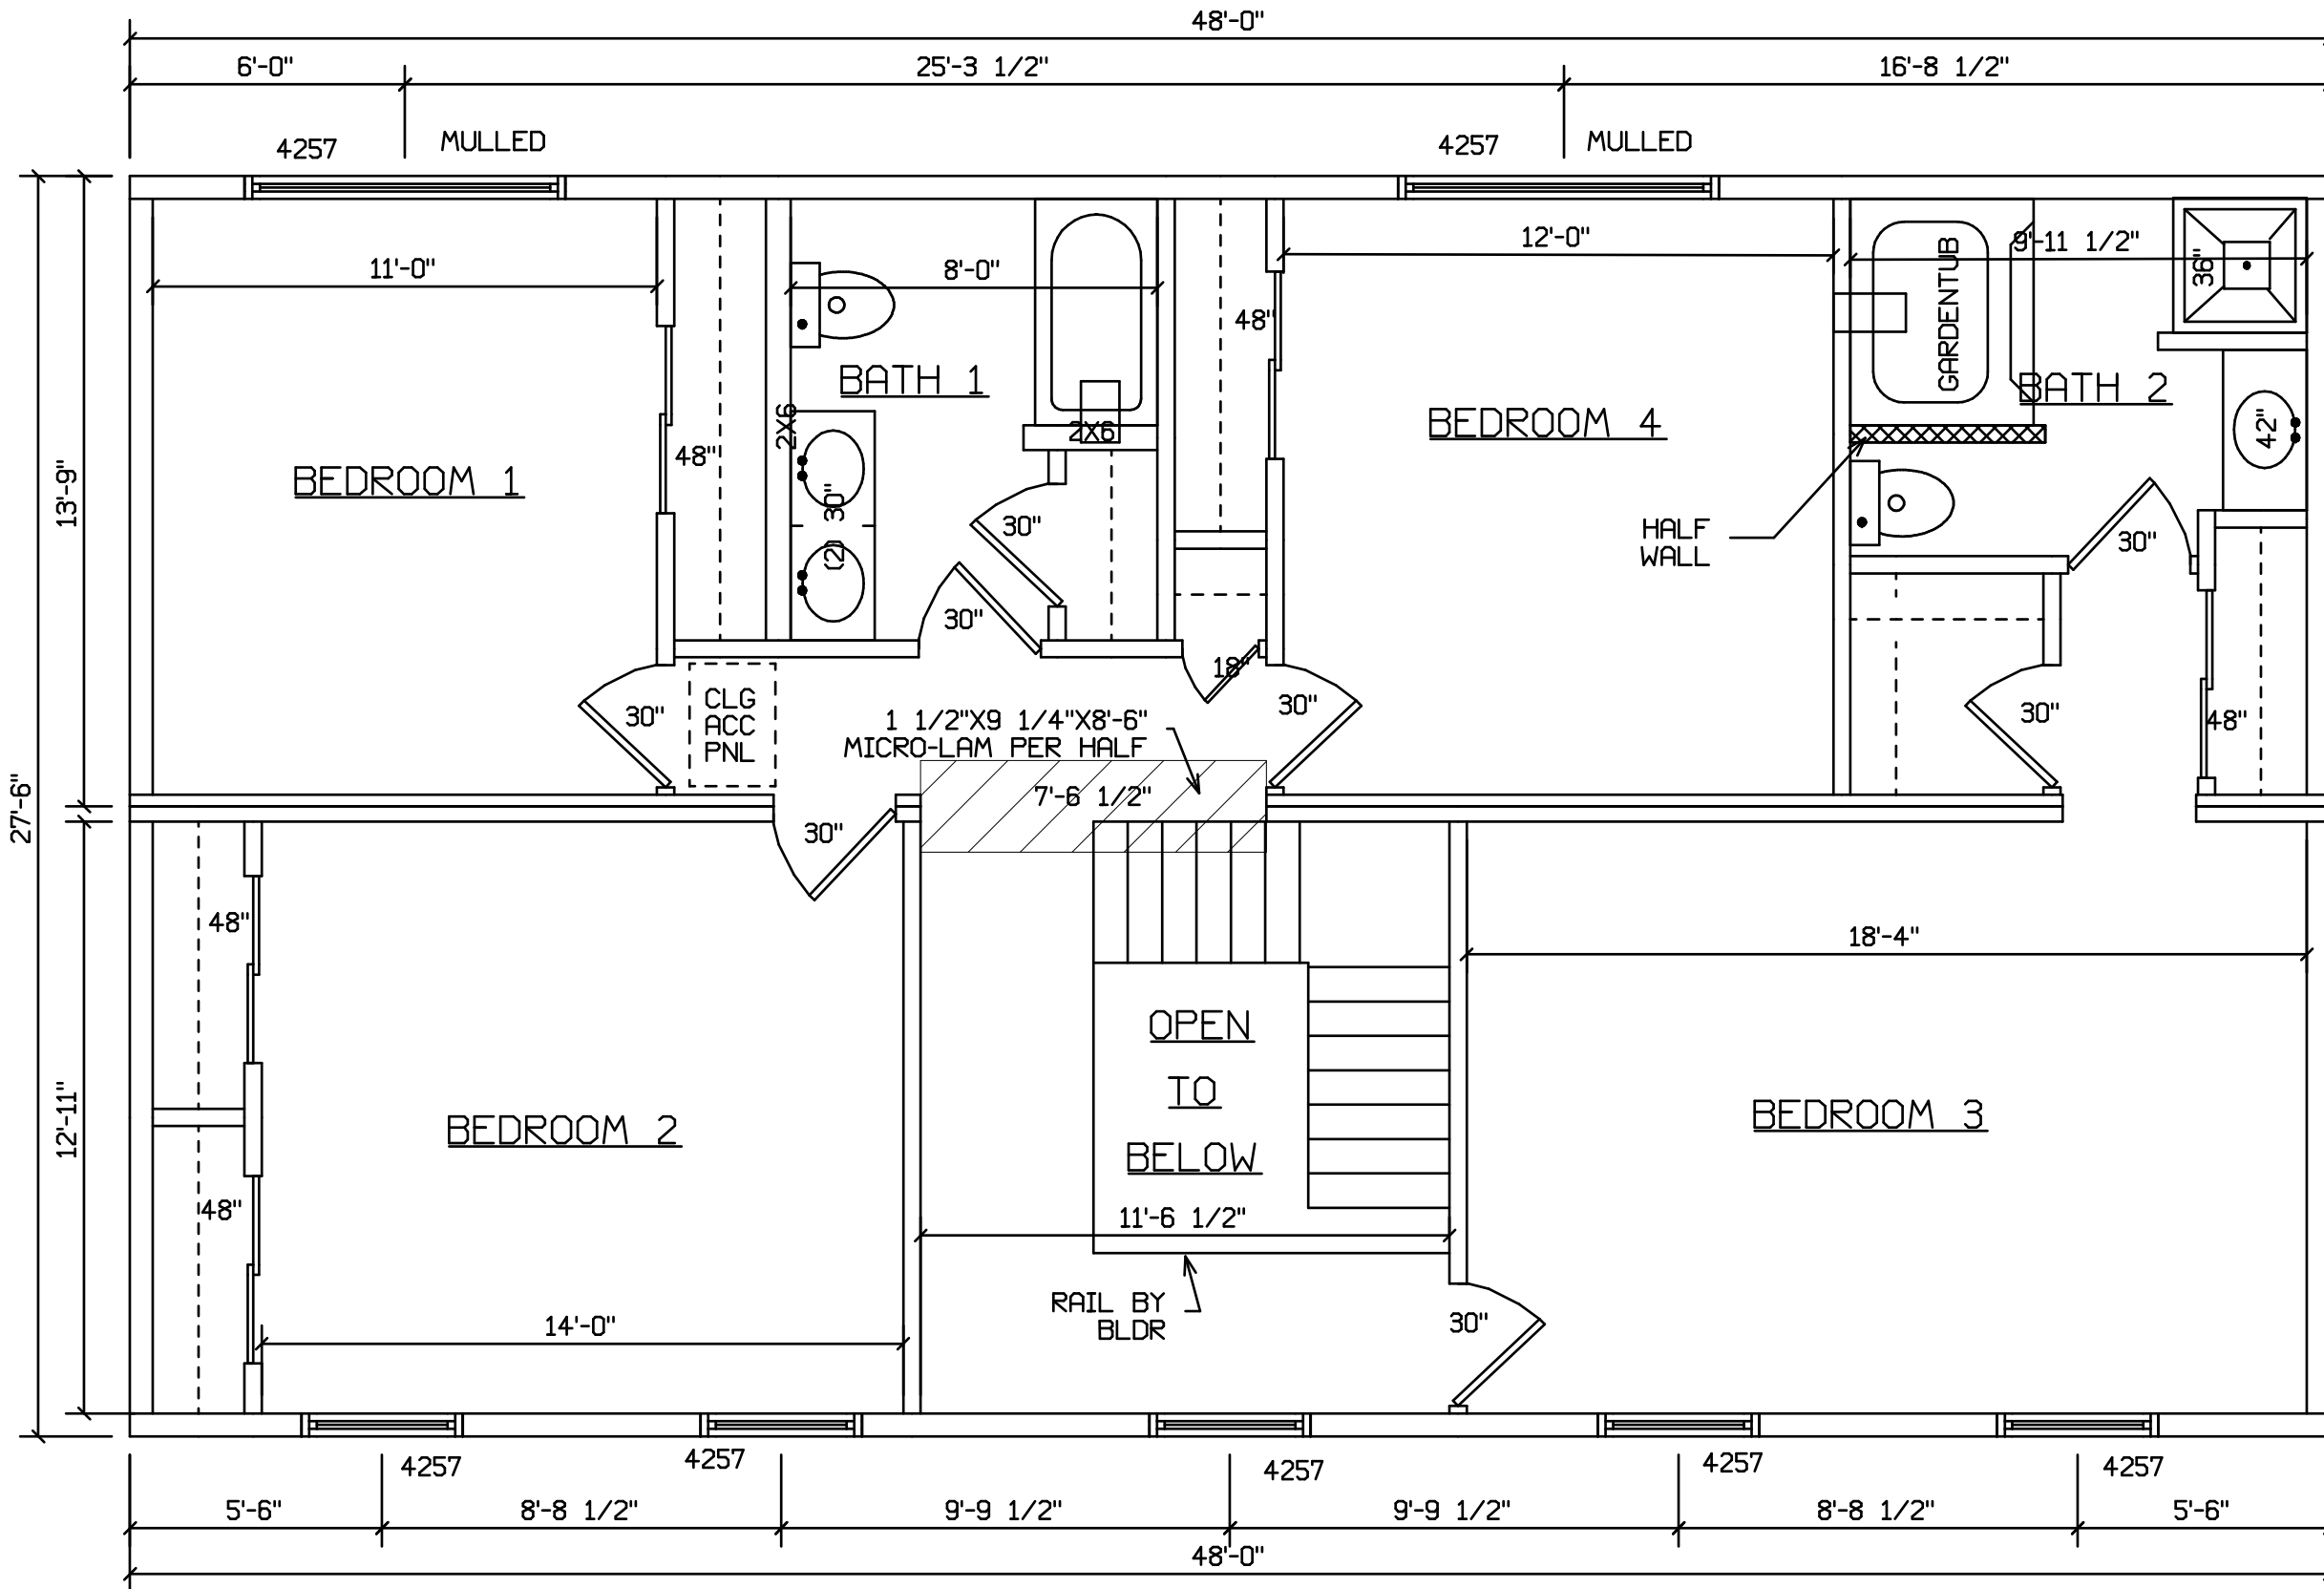 48'-0"
6'-0" 25'-3 1/2" 16'-8 1/2"
4257 MULLED 4257 MULLED
11'-0" 8'-0" 12'-0" 9'-11 1/2"
GARDENTUB
36"
48"
BATH 1
BATH 2
2X6
2X6
42"
BEDROOM 4
48"
BEDROOM 1
13'-9"
(2) 30"
30"
HALF
WALL
30"
30"
18"
CLG
ACC
PNL
30"
30"
30"
48"
1 1/2"X9 1/4"X8'-6"
MICRO-LAM PER HALF
7'-6 1/2"
27'-6"
30"
48"
18'-4"
OPEN
TO
BELOW
12'-11"
BEDROOM 2
BEDROOM 3
48"
11'-6 1/2"
RAIL BY
BLDR
14'-0"
30"
4257 4257 4257 4257 4257
5'-6" 8'-8 1/2" 9'-9 1/2" 9'-9 1/2" 8'-8 1/2" 5'-6"
48'-0"